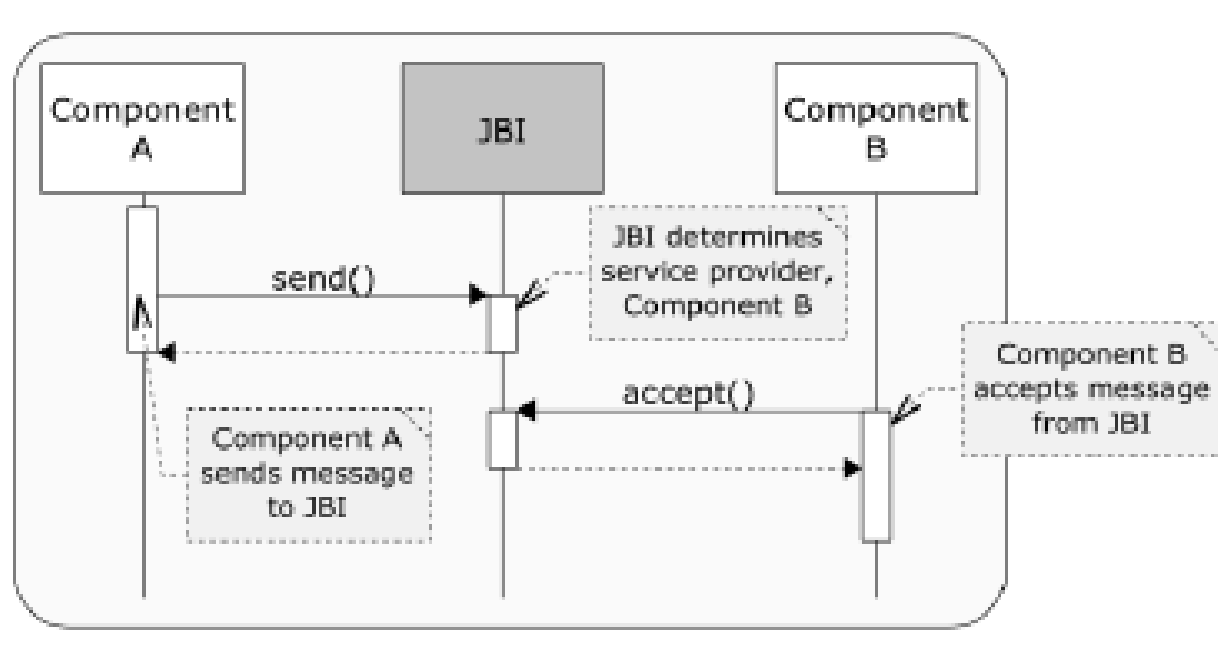 Component
A
JBI
Component
B
JBI determines
service provider,
Component B
send()
Component B
accepts message
from JBI
accept()
Component A
sends message
to JBI